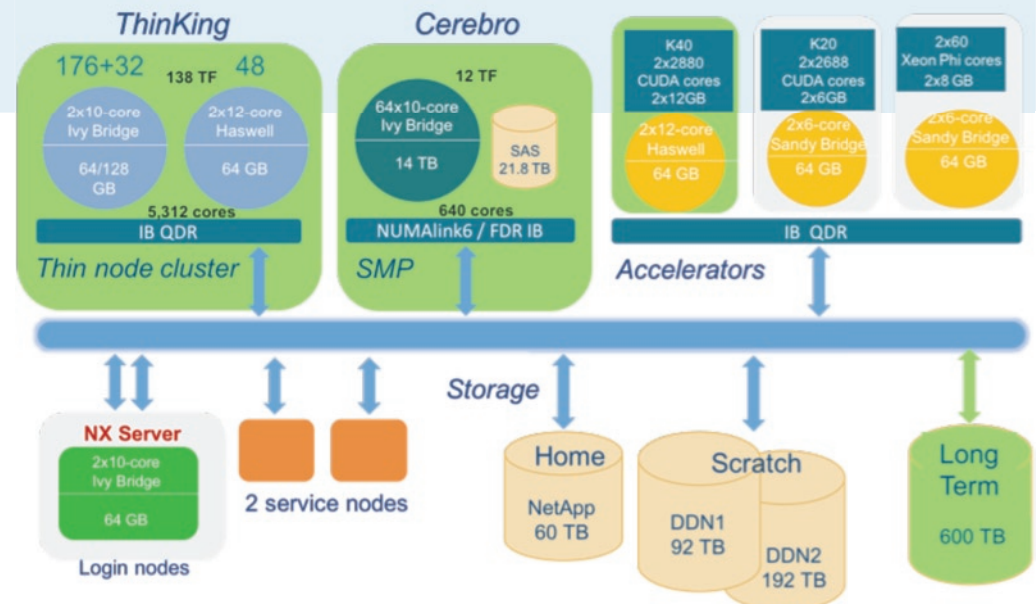 ThinKing
176+32
138 TF
48
2x10-core
Ivy Bridge
64/128
GB
2x12-core
Haswell
64 GB
5,312 cores
IB QDR
Thin node cluster
Cerebro
12 TF
64x10-core
Ivy Bridge
14 TB
SAS
21.8 TB
640 cores
NUMAlink6 / FDR IB
SMP
K40
2x2880
CUDA cores
2x12GB
2x12-core
Haswell
64 GB
K20
2x2688
CUDA cores
2x6GB
2x6-core
Sandy Bridge
64 GB
2x60
Xeon Phi cores
2x8 GB
2x6-core
Sandy Bridge
64 GB
IB QDR
Accelerators
NX Server
2x10-core
Ivy Bridge
64 GB
Login nodes
2 service nodes
Storage
Home
NetApp
60 TB
Scratch
DDN1
92 TB
DDN2
192 TB
Long
Term
600 TB